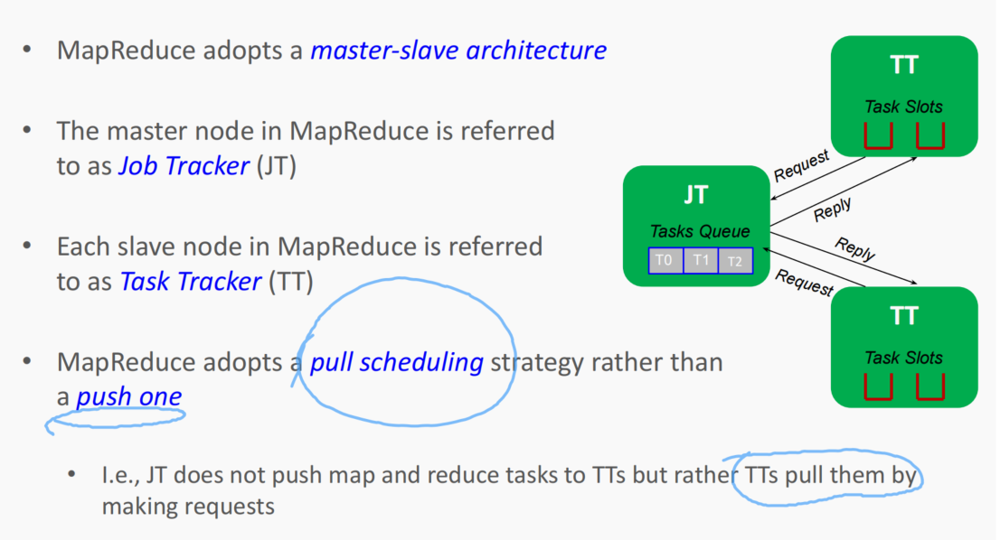 • MapReduce adopts a master-slave architecture
• The master node in MapReduce is referred
to as Job Tracker (JT)
• Each slave node in MapReduce is referred
to as Task Tracker (TT)
• MapReduce adopts a pull scheduling strategy rather than
a push one
• I.e., JT does not push map and reduce tasks to TTs but rather TTs pull them by
making requests
TT
Task Slots
Request
Reply
JT
Tasks Queue
T0 T1 T2
Reply
Request
TT
Task Slots